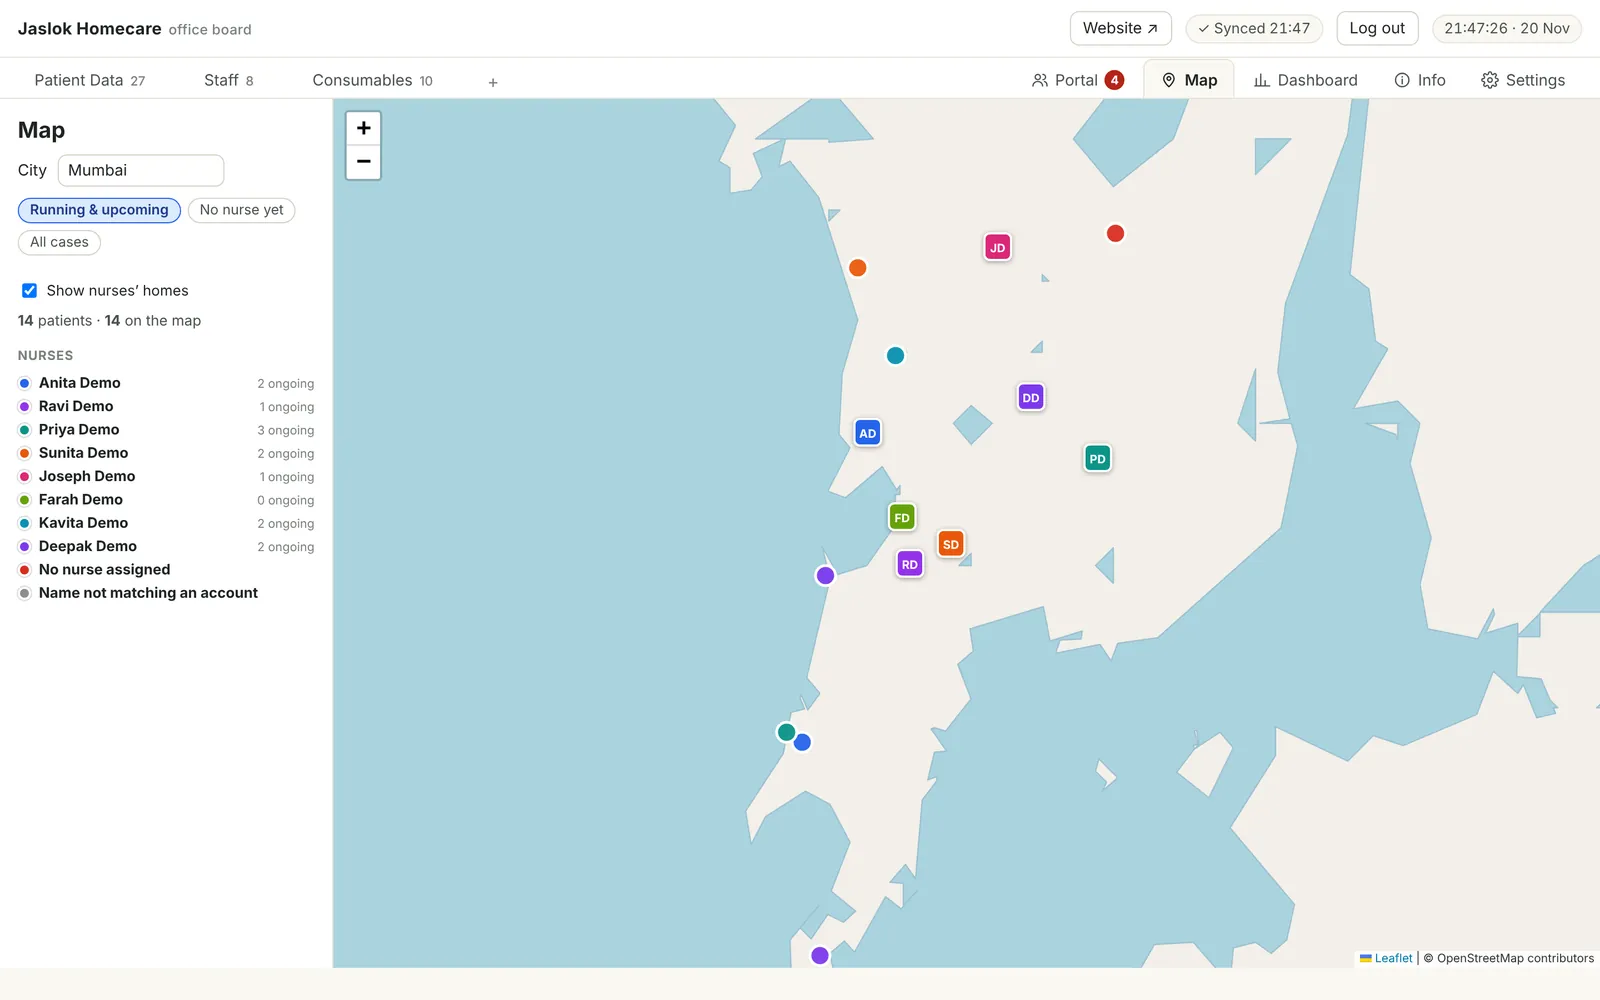 Jaslok Homecare office board
Website ↗
✓ Synced 21:47
Log out
21:47:26 · 20 Nov
Patient Data 27
Staff 8
Consumables 10
+
Portal 4
Map
Dashboard
Info
Settings
Map
City Mumbai
Running & upcoming
No nurse yet
All cases
Show nurses’ homes
14 patients · 14 on the map
NURSES
Anita Demo 2 ongoing
Ravi Demo 1 ongoing
Priya Demo 3 ongoing
Sunita Demo 2 ongoing
Joseph Demo 1 ongoing
Farah Demo 0 ongoing
Kavita Demo 2 ongoing
Deepak Demo 2 ongoing
No nurse assigned
Name not matching an account
+
−
JD
DD
AD
PD
FD
SD
RD
Leaflet | © OpenStreetMap contributors